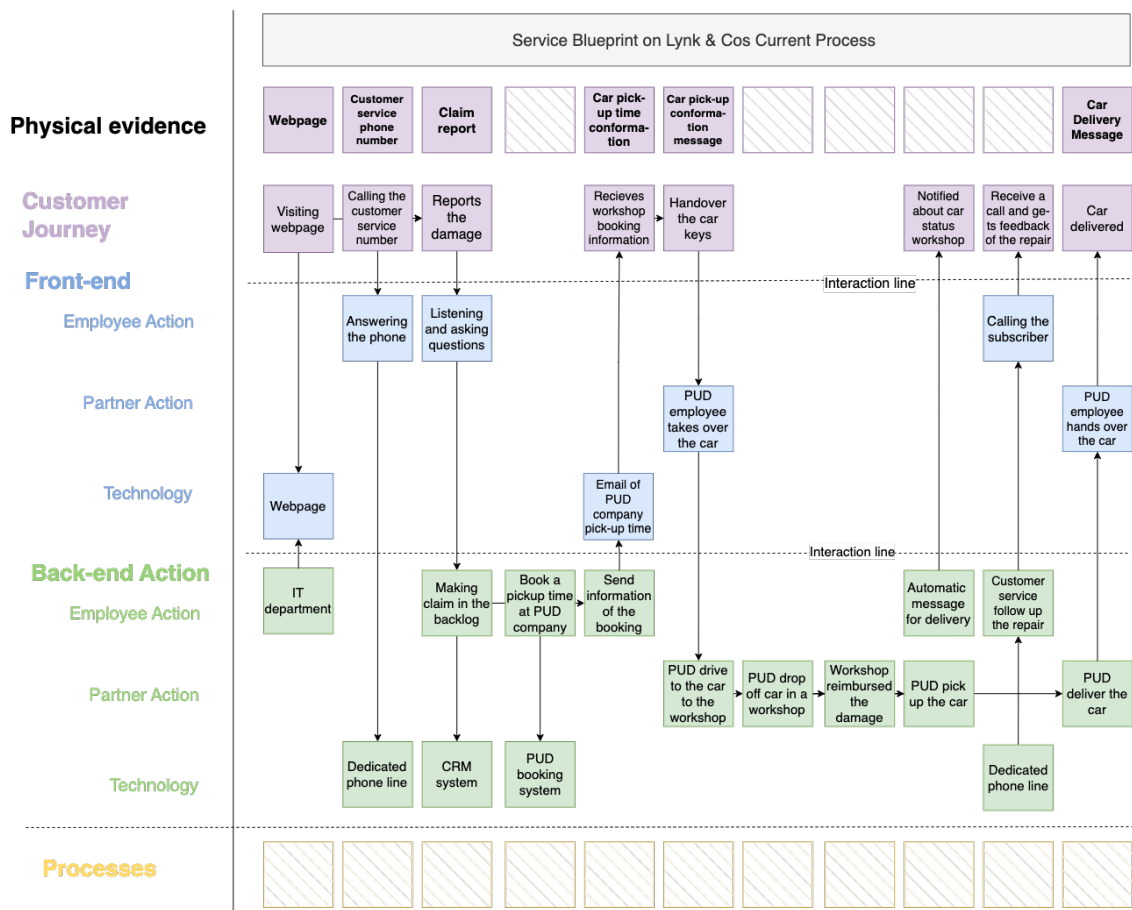 Service Blueprint on Lynk & Cos Current Process
Physical evidence
Webpage
Customer
service
phone
number
Claim
report
Car pick-
up time
conforma-
tion
Car pick-up
conforma-
tion
message
Car
Delivery
Message
Customer
Journey
Visiting
webpage
Calling the
customer
service
number
Reports
the
damage
Recieves
workshop
booking
information
Handover
the car
keys
Notified
about car
status
workshop
Receive a
call and ge-
ts feedback
of the repair
Car
delivered
Interaction line
Front-end
Employee Action
Answering
the phone
Listening
and asking
questions
Calling the
subscriber
Partner Action
PUD
employee
takes over
the car
PUD
employee
hands over
the car
Technology
Webpage
Email of
PUD
company
pick-up time
Interaction line
Back-end Action
Employee Action
IT
department
Making
claim in the
backlog
Book a
pickup time
at PUD
company
Send
information
of the
booking
Automatic
message
for delivery
Customer
service
follow up
the repair
Partner Action
PUD drive
to the car
to the
workshop
PUD drop
off car in a
workshop
Workshop
reimbursed
the
damage
PUD pick
up the car
PUD
deliver the
car
Technology
Dedicated
phone line
CRM
system
PUD
booking
system
Dedicated
phone line
Processes